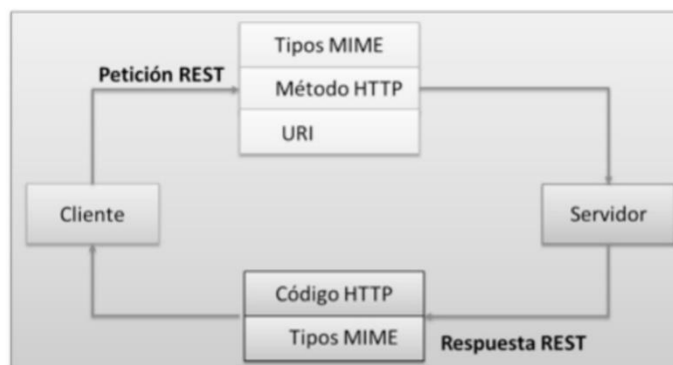 Tipos MIME
Petición REST
Método HTTP
URI
Cliente
Servidor
Código HTTP
Tipos MIME
Respuesta REST